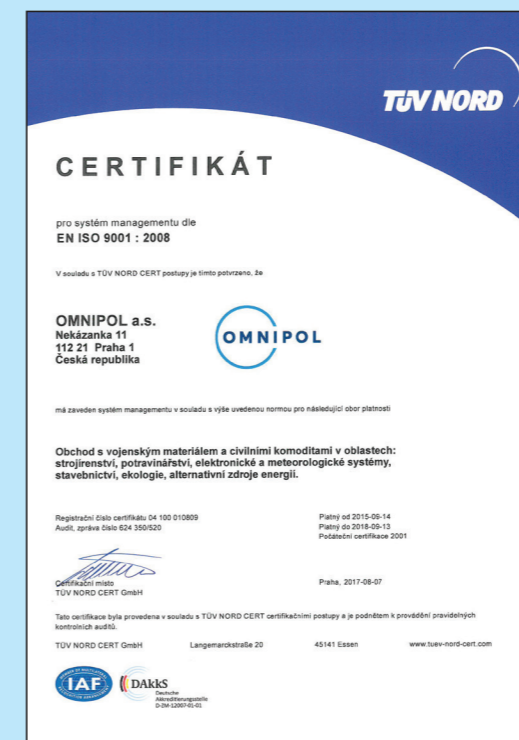 TÜV NORD
CERTIFIKÁT
pro systém managementu dle
EN ISO 9001 : 2008
V souladu s TÜV NORD CERT postupy je tímto potvrzeno, že
OMNIPOL a.s.
Nekázanka 11
112 21 Praha 1
Česká republika
OMNIPOL
má zaveden systém managementu v souladu s výše uvedenou normou pro následující obor platnosti
Obchod s vojenským materiálem a civilními komoditami v oblastech:
strojírenství, potravinářství, elektronické a meteorologické systémy,
stavebnictví, ekologie, alternativní zdroje energií.
Registrační číslo certifikátu 04 100 010809
Audit, zpráva číslo 624 350/520
Platný od 2015-09-14
Platný do 2018-09-13
Počáteční certifikace 2001
Certifikační místo
TÜV NORD CERT GmbH
Praha, 2017-08-07
Tato certifikace byla provedena v souladu s TÜV NORD CERT certifikačními postupy a je podnětem k provádění pravidelných
kontrolních auditů.
TÜV NORD CERT GmbH Langemarckstraße 20 45141 Essen www.tuev-nord-cert.com
IAF
DAkkS
Deutsche
Akkreditierungsstelle
D-ZM-12007-01-01